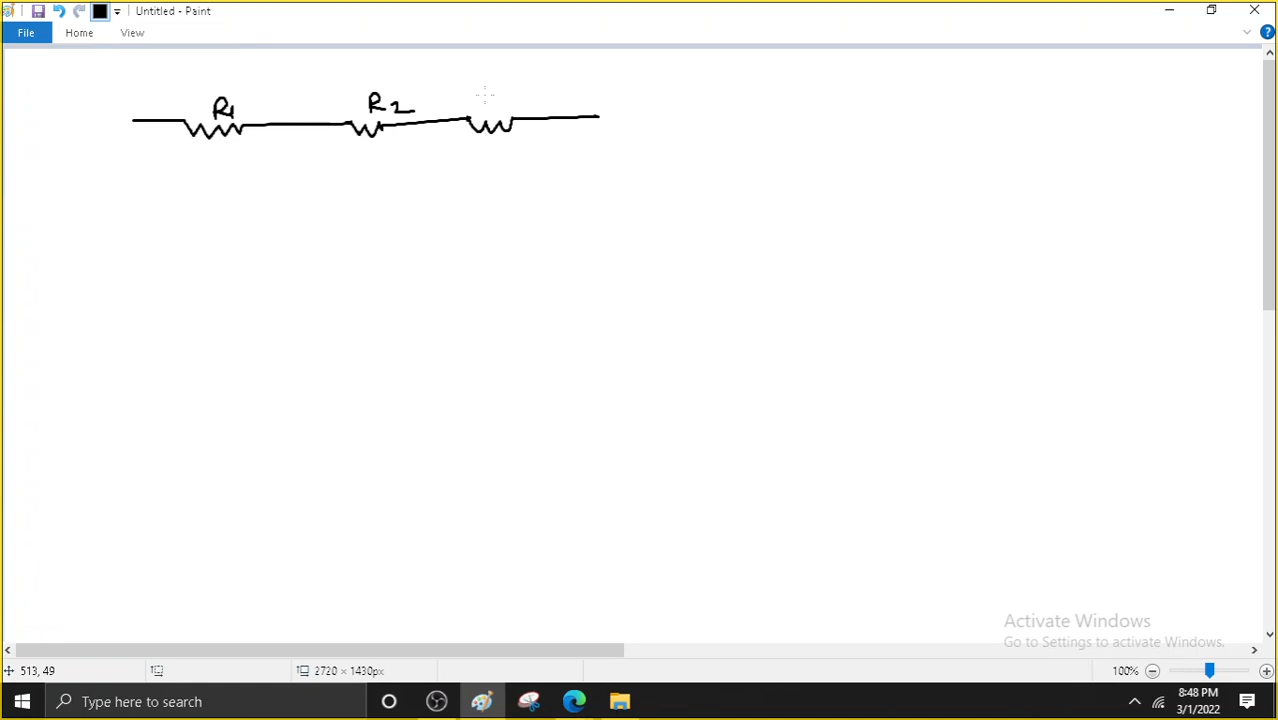 Untitled - Paint
File Home View
R1 R2
Activate Windows
Go to Settings to activate Windows.
513, 49 2720 × 1430px 100%
Type here to search
8:48 PM
3/1/2022